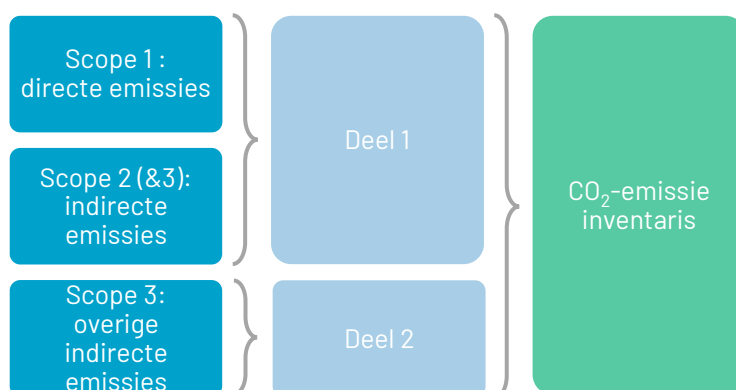 Scope 1 :
directe emissies
Scope 2 (&3):
indirecte
emissies
Scope 3:
overige
indirecte
emissies
Deel 1
Deel 2
CO₂-emissie
inventaris